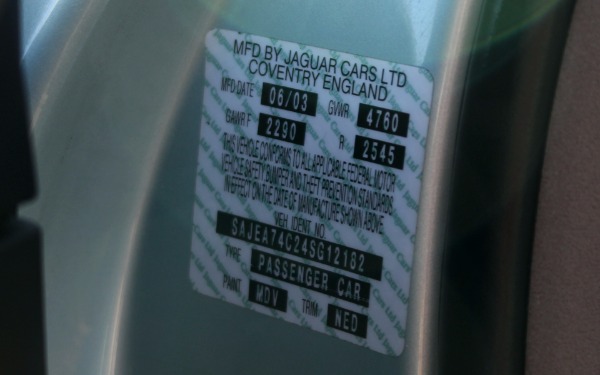 MFD BY JAGUAR CARS LTD
COVENTRY ENGLAND
MFD DATE 06/03 GVWR 4760
GAWR F 2290 R 2545
THIS VEHICLE CONFORMS TO ALL APPLICABLE FEDERAL MOTOR
VEHICLE SAFETY BUMPER AND THEFT PREVENTION STANDARDS
IN EFFECT ON THE DATE OF MANUFACTURE SHOWN ABOVE
VEH. IDENT. NO.
SAJEA74C24SG12182
TYPE PASSENGER CAR
PAINT MDV TRIM NED